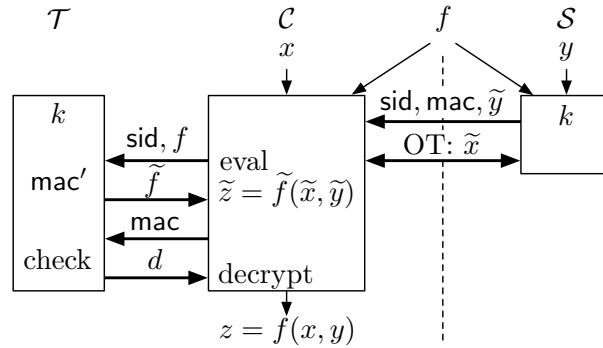 𝒯 𝒞 f 𝒮
x y
k sid, mac, ỹ k
sid, f OT: x̃
mac′ eval
f̃ z̃ = f̃(x̃, ỹ)
mac
check d decrypt
z = f(x, y)